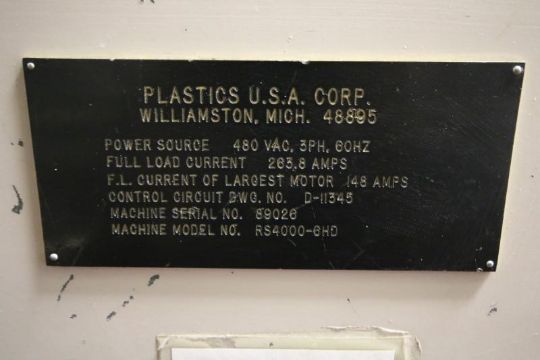 PLASTICS U.S.A. CORP.
WILLIAMSTON, MICH. 48895
POWER SOURCE 480 VAC, 3PH, 60HZ
FULL LOAD CURRENT 263.8 AMPS
F.L. CURRENT OF LARGEST MOTOR 148 AMPS
CONTROL CIRCUIT DWG. NO. D-11345
MACHINE SERIAL NO. 89026
MACHINE MODEL NO. RS4000-6HD